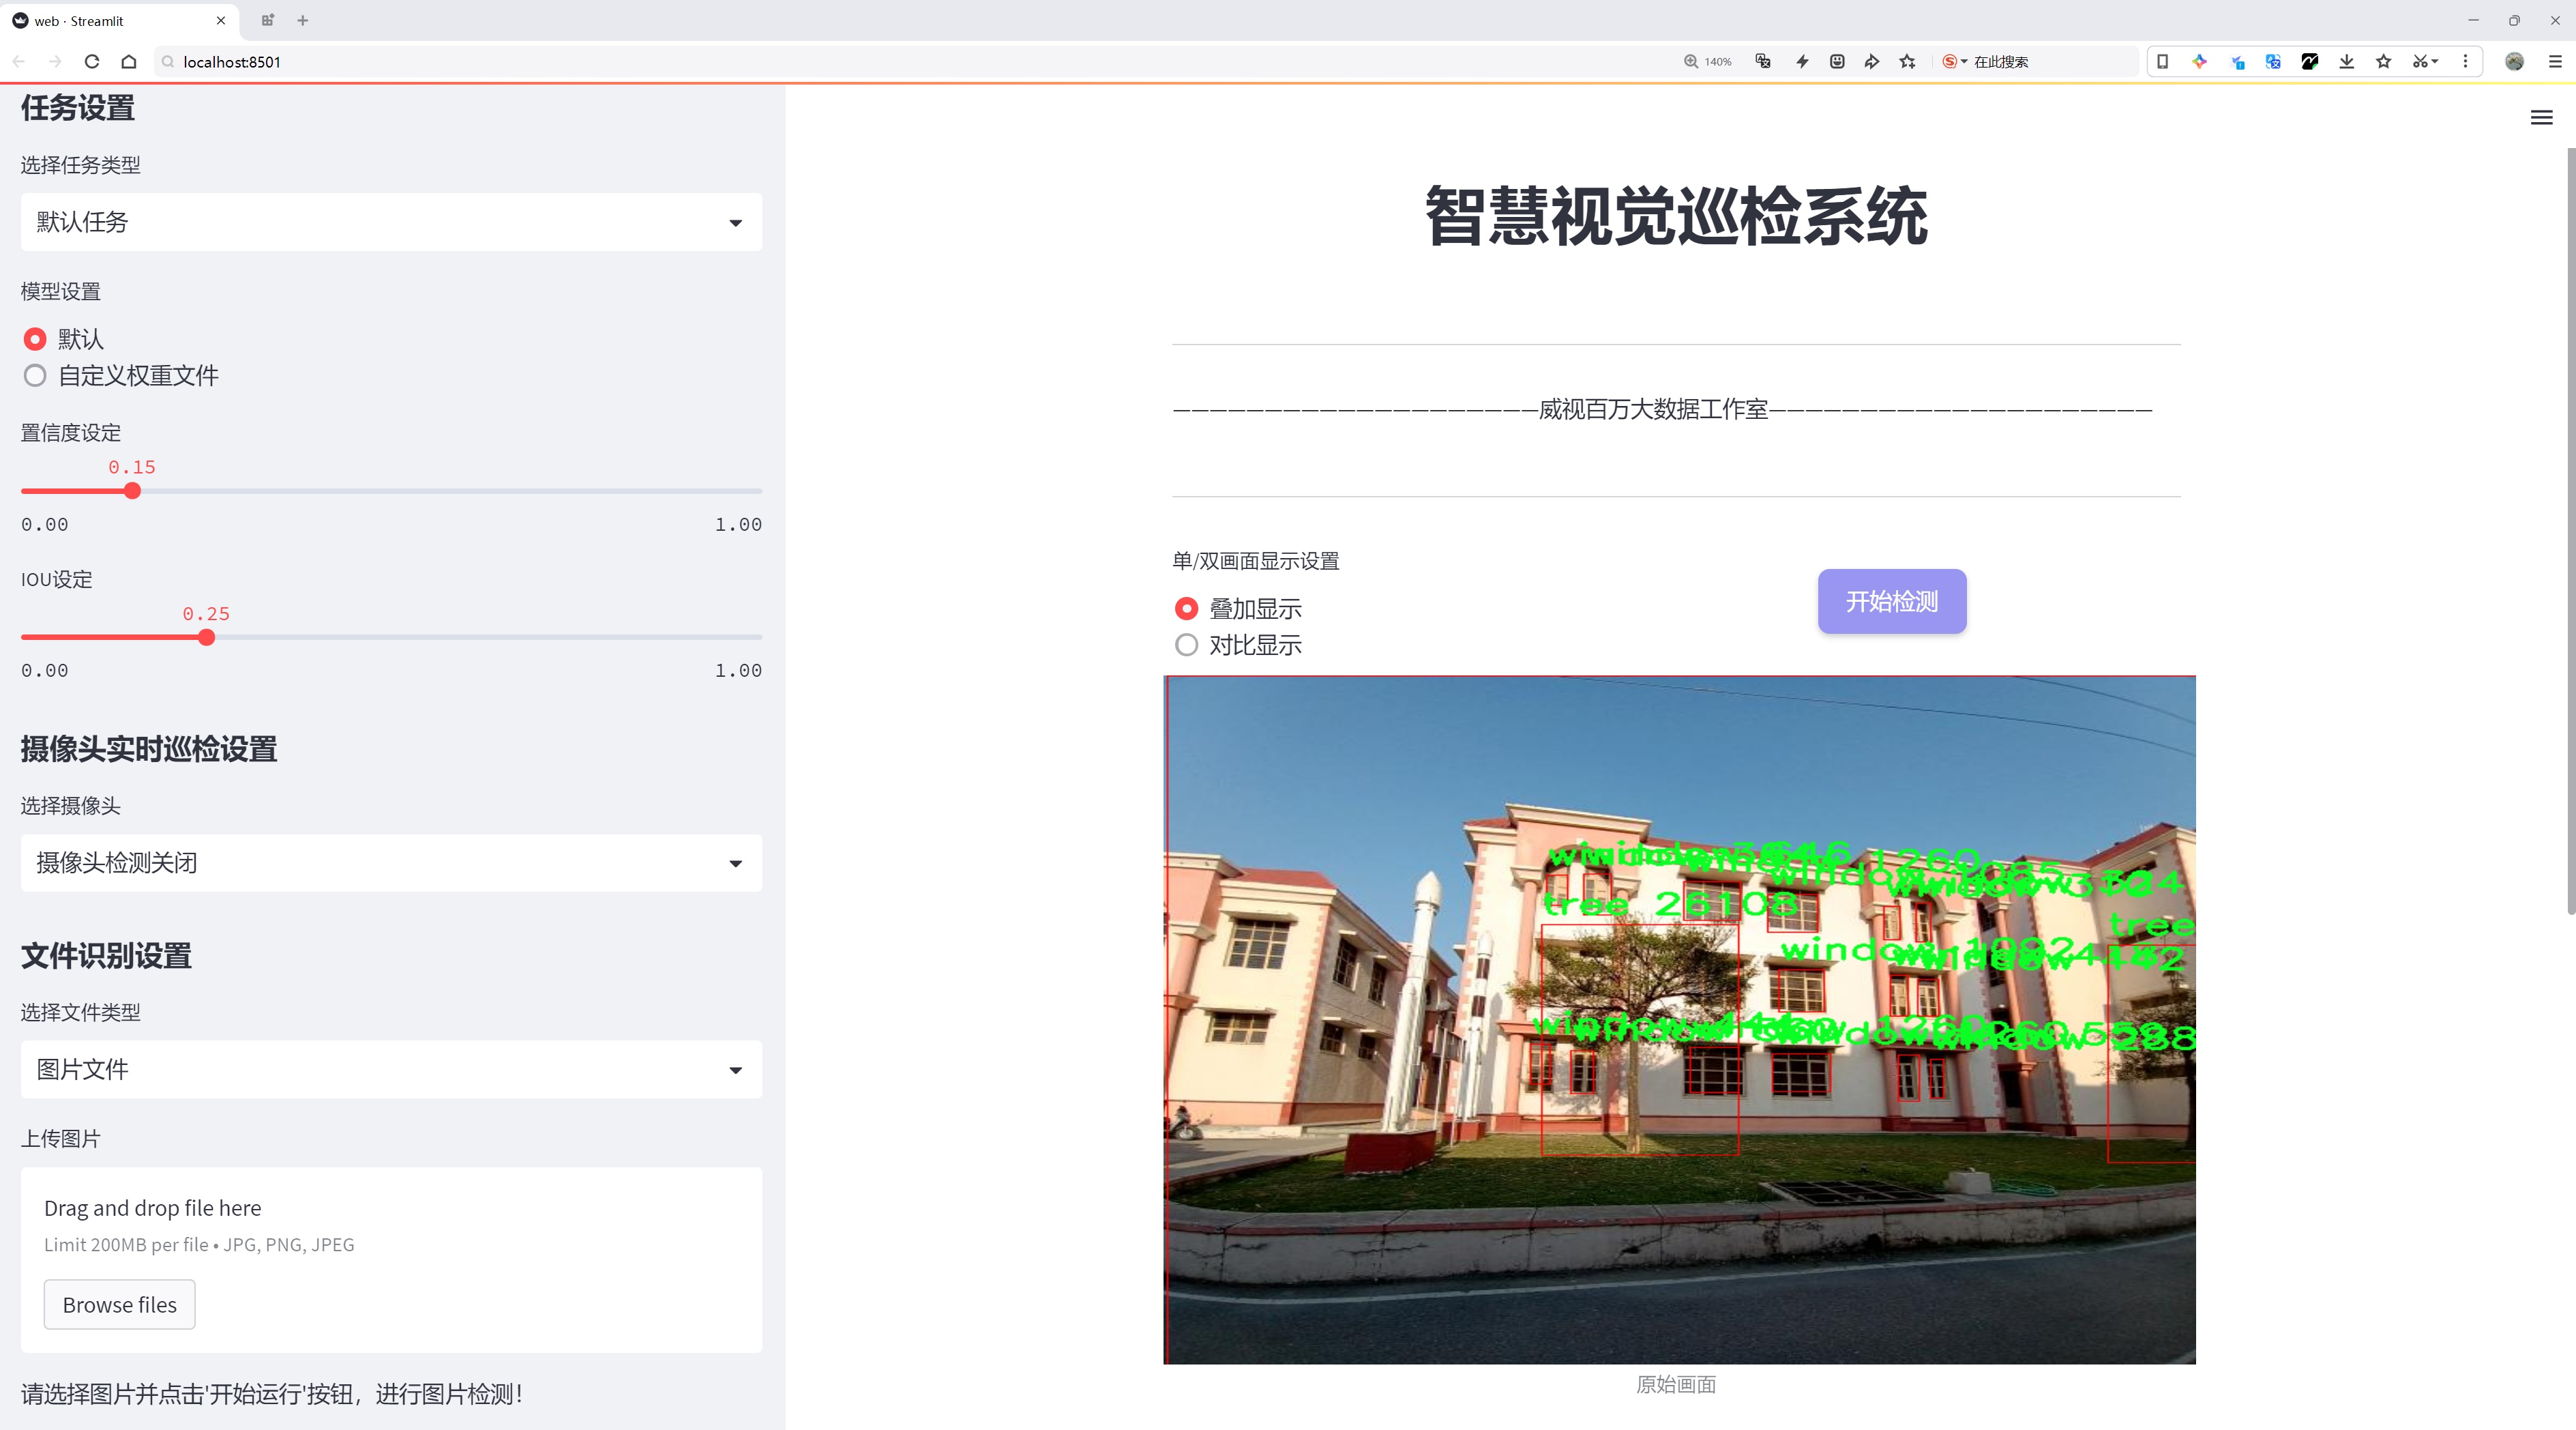 web · Streamlit
localhost:8501
140%
在此搜索
任务设置
选择任务类型
默认任务
模型设置
默认
自定义权重文件
置信度设定
0.15
0.00 1.00
IOU设定
0.25
0.00 1.00
摄像头实时巡检设置
选择摄像头
摄像头检测关闭
文件识别设置
选择文件类型
图片文件
上传图片
Drag and drop file here
Limit 200MB per file • JPG, PNG, JPEG
Browse files
请选择图片并点击'开始运行'按钮，进行图片检测！
智慧视觉巡检系统
————————————————————威视百万大数据工作室—————————————————————
单/双画面显示设置
叠加显示
对比显示
开始检测
window
window 1260
tree 26108
tree
window 1092
window
原始画面